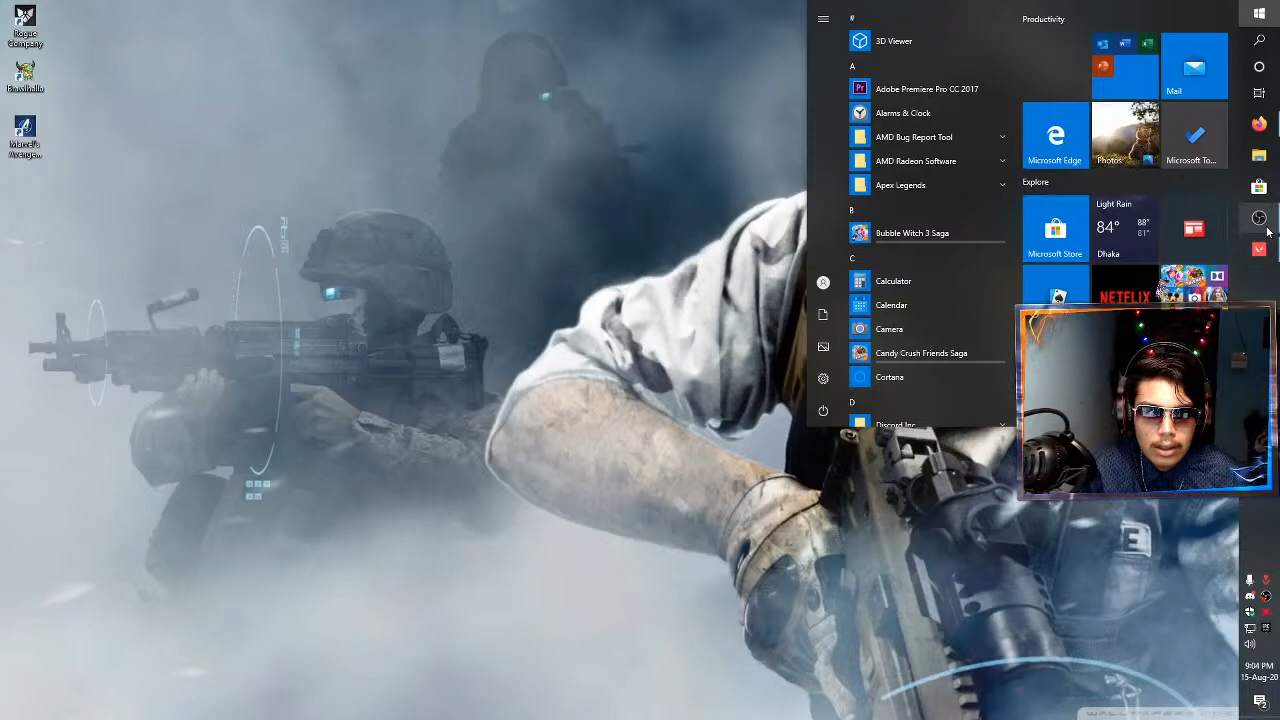 Rogue
Company
Brawlhalla
Marvel's
Avenge...
#
3D Viewer
A
Adobe Premiere Pro CC 2017
Alarms & Clock
AMD Bug Report Tool
AMD Radeon Software
Apex Legends
B
Bubble Witch 3 Saga
C
Calculator
Calendar
Camera
Candy Crush Friends Saga
Cortana
D
Discord Inc
Productivity
Mail
Microsoft Edge
Photos
Microsoft To...
Explore
Microsoft Store
Light Rain
84°
88°
81°
Dhaka
NETFLIX
E
9:04 PM
15-Aug-20